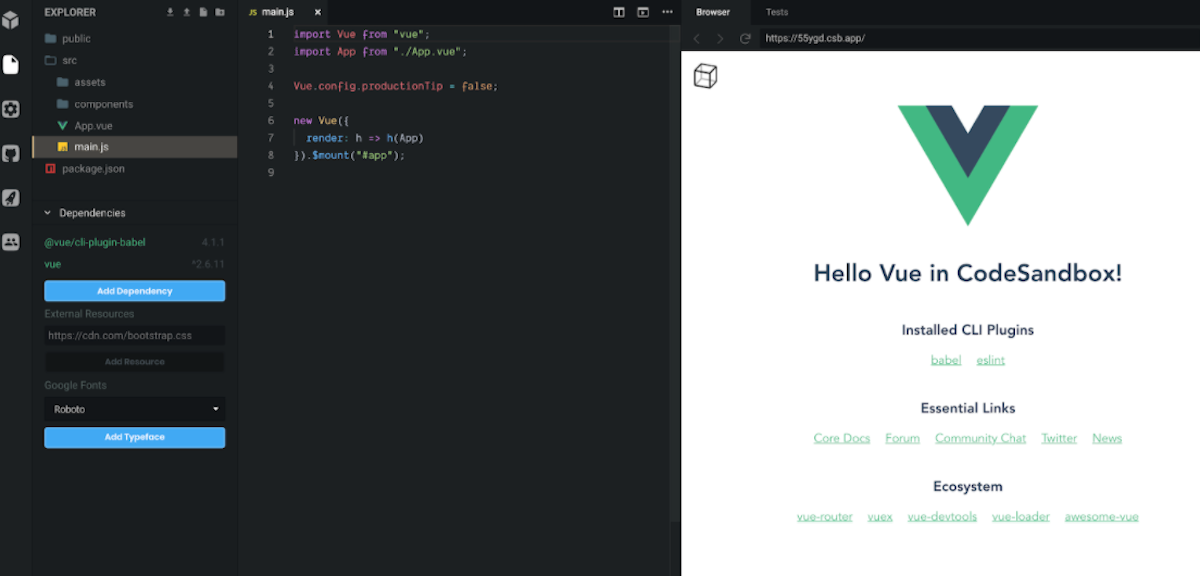 EXPLORER
public
src
assets
components
App.vue
JS main.js
package.json
Dependencies
@vue/cli-plugin-babel 4.1.1
vue ^2.6.11
Add Dependency
External Resources
https://cdn.com/bootstrap.css
Add Resource
Google Fonts
Roboto
Add Typeface
JS main.js ×
1 import Vue from "vue";
2 import App from "./App.vue";
3
4 Vue.config.productionTip = false;
5
6 new Vue({
7 render: h => h(App)
8 }).$mount("#app");
9
Browser Tests
https://55ygd.csb.app/
Hello Vue in CodeSandbox!
Installed CLI Plugins
babel eslint
Essential Links
Core Docs Forum Community Chat Twitter News
Ecosystem
vue-router vuex vue-devtools vue-loader awesome-vue